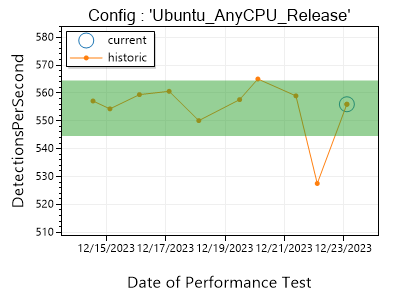 Config : 'Ubuntu_AnyCPU_Release'
580
570
560
550
540
530
520
510
DetectionsPerSecond
current
historic
12/15/2023
12/17/2023
12/19/2023
12/21/2023
12/23/2023
Date of Performance Test